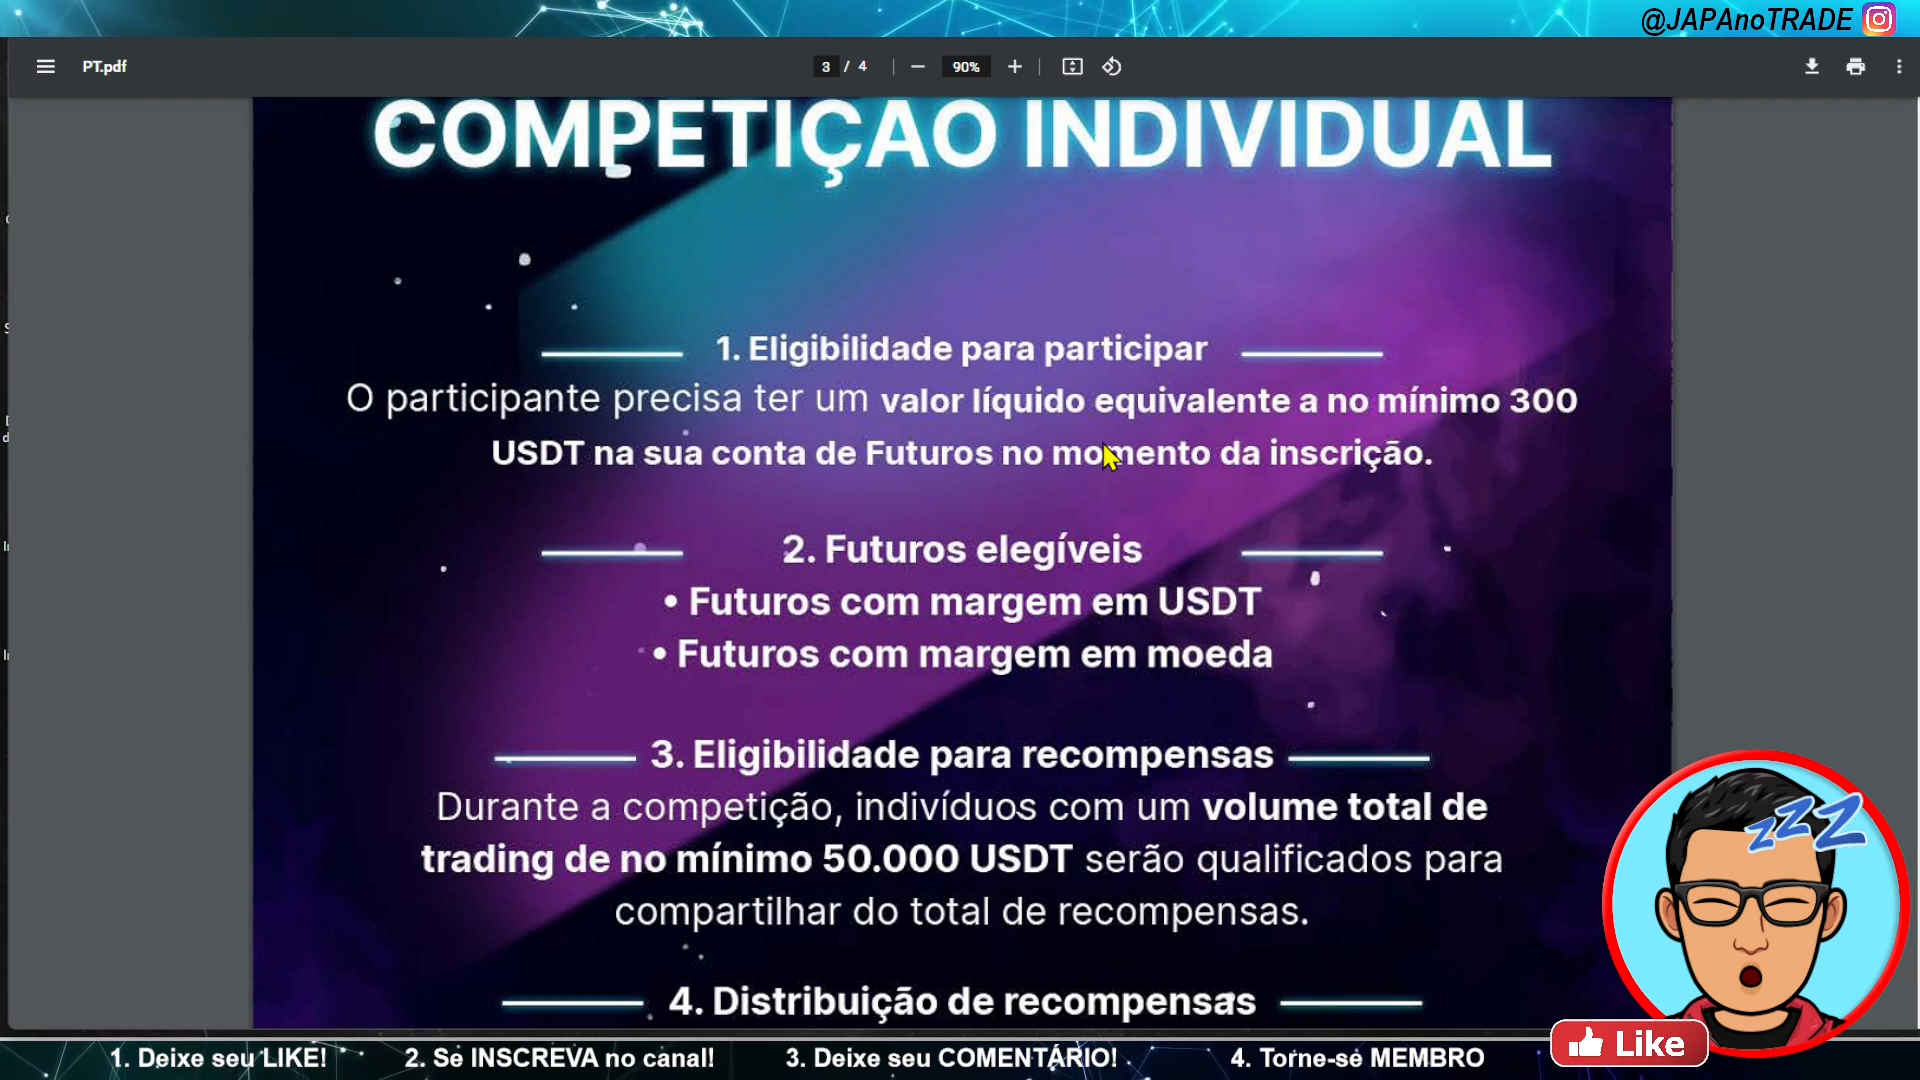 @JAPAnoTRADE
PT.pdf
3 / 4
90%
COMPETIÇÃO INDIVIDUAL
1. Eligibilidade para participar
O participante precisa ter um valor líquido equivalente a no mínimo 300
USDT na sua conta de Futuros no momento da inscrição.
2. Futuros elegíveis
• Futuros com margem em USDT
• Futuros com margem em moeda
3. Eligibilidade para recompensas
Durante a competição, indivíduos com um volume total de
trading de no mínimo 50.000 USDT serão qualificados para
compartilhar do total de recompensas.
4. Distribuição de recompensas
zzZ
Like
1. Deixe seu LIKE!
2. Se INSCREVA no canal!
3. Deixe seu COMENTÁRIO!
4. Torne-se MEMBRO